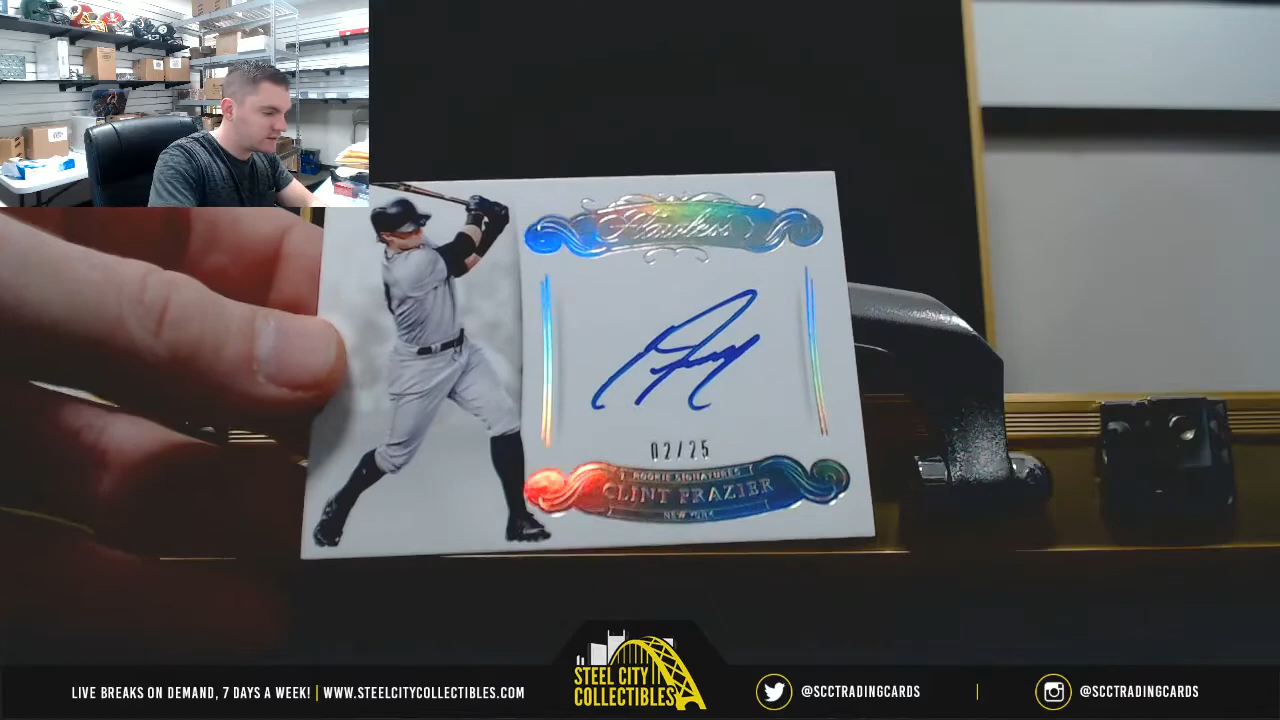 Flawless
02/25
ROOKIE SIGNATURES
CLINT FRAZIER
NEW YORK
STEEL CITY
COLLECTIBLES
LIVE BREAKS ON DEMAND, 7 DAYS A WEEK! | WWW.STEELCITYCOLLECTIBLES.COM
@SCCTRADINGCARDS
@SCCTRADINGCARDS